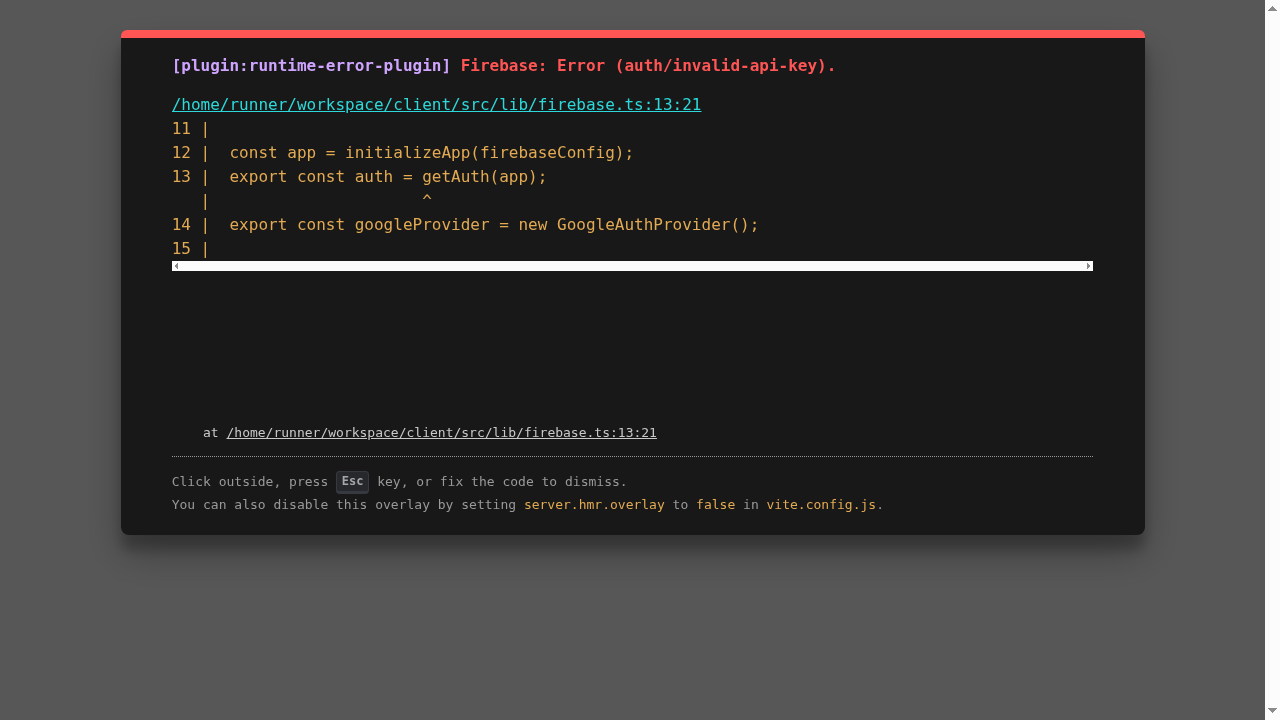 [plugin:runtime-error-plugin] Firebase: Error (auth/invalid-api-key).
/home/runner/workspace/client/src/lib/firebase.ts:13:21
11 |
12 |  const app = initializeApp(firebaseConfig);
13 |  export const auth = getAuth(app);
   |                      ^
14 |  export const googleProvider = new GoogleAuthProvider();
15 |
at /home/runner/workspace/client/src/lib/firebase.ts:13:21
Click outside, press Esc key, or fix the code to dismiss.
You can also disable this overlay by setting server.hmr.overlay to false in vite.config.js.